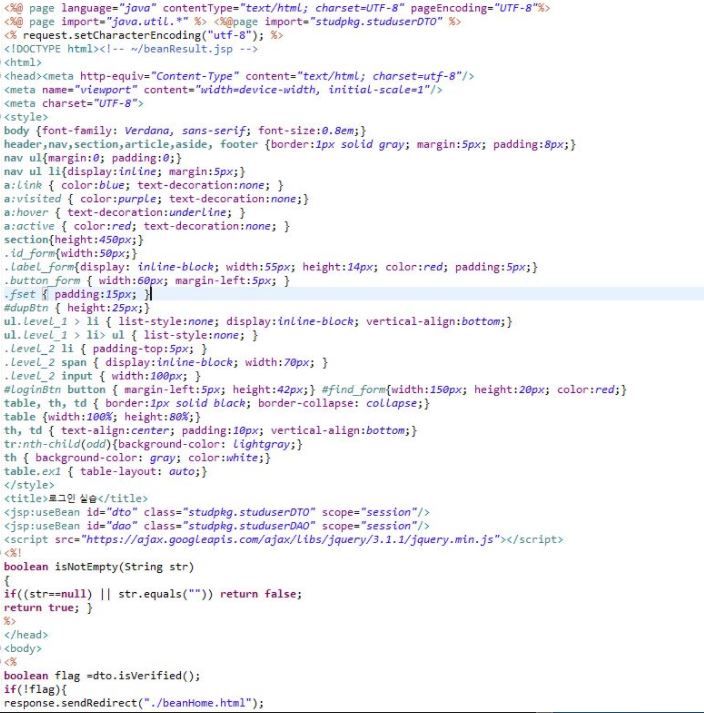 <%@ page language="java" contentType="text/html; charset=UTF-8" pageEncoding="UTF-8"%>
<%@ page import="java.util.*" %> <%@page import="studpkg.studuserDTO" %>
<% request.setCharacterEncoding("utf-8"); %>
<!DOCTYPE html><!-- ~/beanResult.jsp -->
<html>
<head><meta http-equiv="Content-Type" content="text/html; charset=utf-8"/>
<meta name="viewport" content="width=device-width, initial-scale=1"/>
<meta charset="UTF-8">
<style>
body {font-family: Verdana, sans-serif; font-size:0.8em;}
header,nav,section,article,aside, footer {border:1px solid gray; margin:5px; padding:8px;}
nav ul{margin:0; padding:0;}
nav ul li{display:inline; margin:5px;}
a:link { color:blue; text-decoration:none; }
a:visited { color:purple; text-decoration:none;}
a:hover { text-decoration:underline; }
a:active { color:red; text-decoration:none; }
section{height:450px;}
.id_form{width:50px;}
.label_form{display: inline-block; width:55px; height:14px; color:red; padding:5px;}
.button_form { width:60px; margin-left:5px; }
.fset { padding:15px; }
#dupBtn { height:25px;}
ul.level_1 > li { list-style:none; display:inline-block; vertical-align:bottom;}
ul.level_1 > li> ul { list-style:none; }
.level_2 li { padding-top:5px; }
.level_2 span { display:inline-block; width:70px; }
.level_2 input { width:100px; }
#loginBtn button { margin-left:5px; height:42px;} #find_form{width:150px; height:20px; color:red;}
table, th, td { border:1px solid black; border-collapse: collapse;}
table {width:100%; height:80%;}
th, td { text-align:center; padding:10px; vertical-align:bottom;}
tr:nth-child(odd){background-color: lightgray;}
th { background-color: gray; color:white;}
table.ex1 { table-layout: auto;}
</style>
<title>로그인 실습</title>
<jsp:useBean id="dto" class="studpkg.studuserDTO" scope="session"/>
<jsp:useBean id="dao" class="studpkg.studuserDAO" scope="session"/>
<script src="https://ajax.googleapis.com/ajax/libs/jquery/3.1.1/jquery.min.js"></script>
<%!
boolean isNotEmpty(String str)
{
if((str==null) || str.equals("")) return false;
return true; }
%>
</head>
<body>
<%
boolean flag =dto.isVerified();
if(!flag){
response.sendRedirect("./beanHome.html");